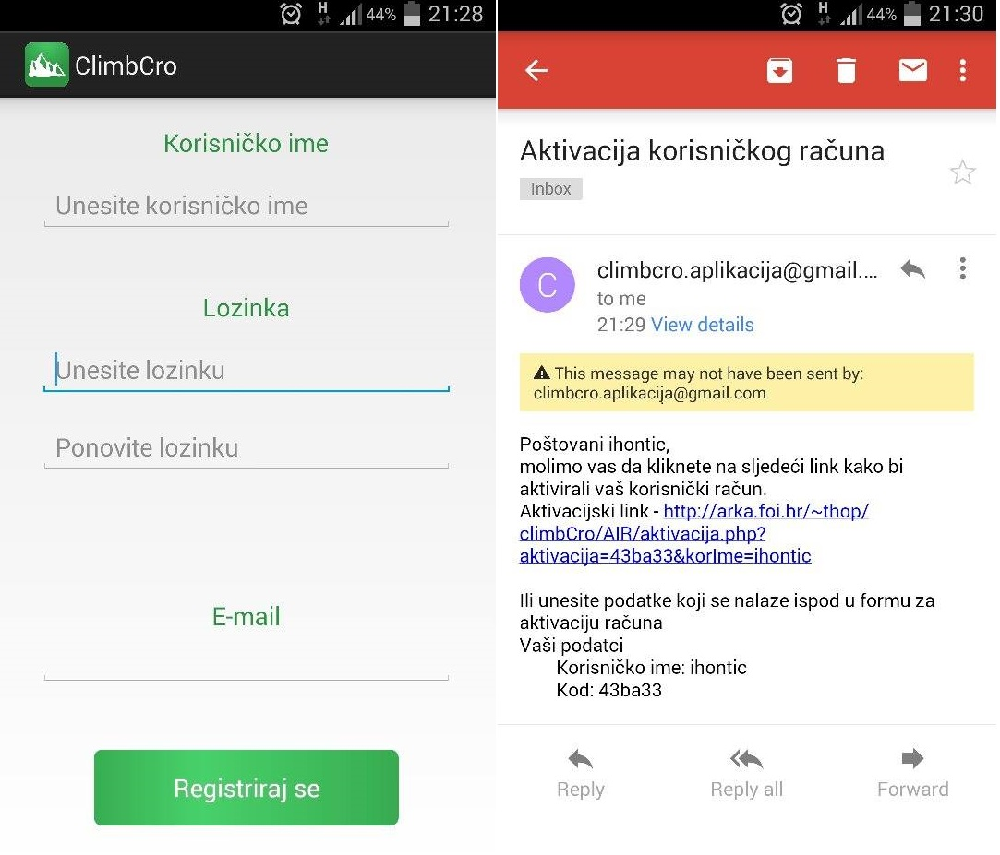 H 44% 21:28
ClimbCro
Korisničko ime
Unesite korisničko ime
Lozinka
Unesite lozinku
Ponovite lozinku
E-mail
Registriraj se
H 44% 21:30
Aktivacija korisničkog računa
Inbox
C
climbcro.aplikacija@gmail....
to me
21:29 View details
This message may not have been sent by:
climbcro.aplikacija@gmail.com
Poštovani ihontic,
molimo vas da kliknete na sljedeći link kako bi
aktivirali vaš korisnički račun.
Aktivacijski link - http://arka.foi.hr/~thop/
climbCro/AIR/aktivacija.php?
aktivacija=43ba33&korIme=ihontic
Ili unesite podatke koji se nalaze ispod u formu za
aktivaciju računa
Vaši podatci
Korisničko ime: ihontic
Kod: 43ba33
Reply
Reply all
Forward